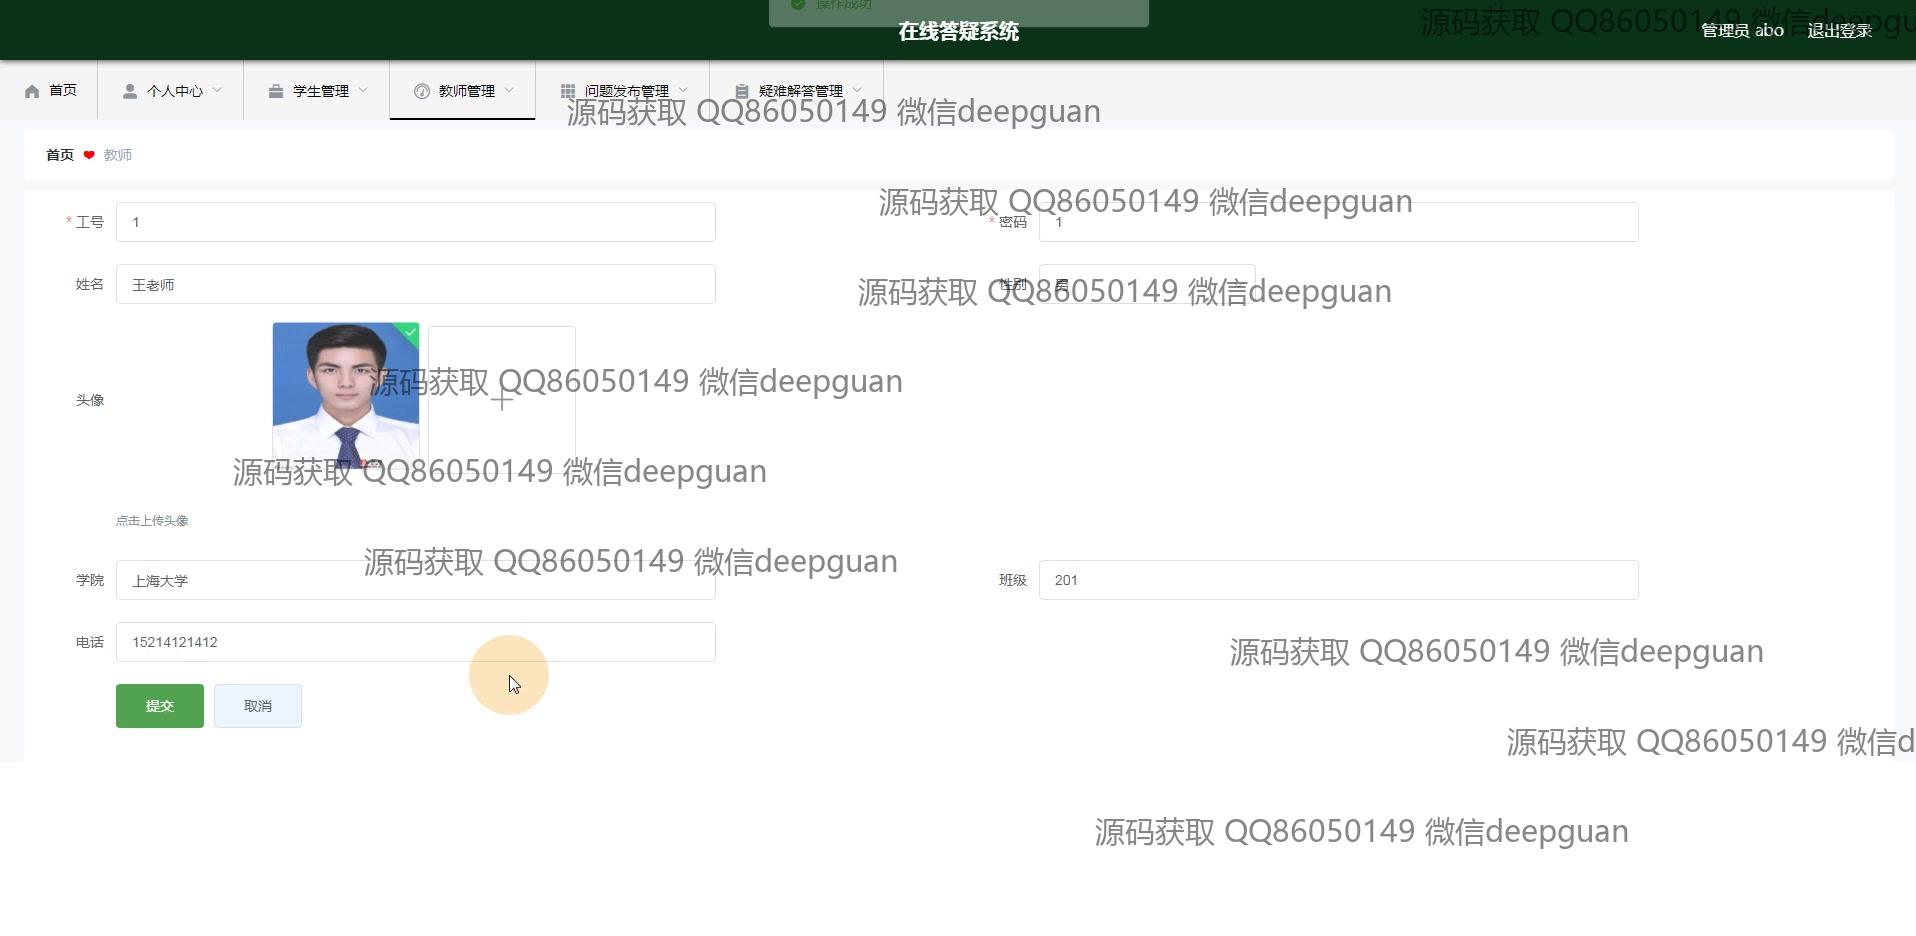 操作成功
在线答疑系统
管理员 abo 退出登录
源码获取 QQ86050149 微信deepgu
首页 个人中心 学生管理 教师管理 问题发布管理 疑难解答管理
源码获取 QQ86050149 微信deepguan
首页 教师
源码获取 QQ86050149 微信deepguan
* 工号 1 * 密码 1
姓名 王老师 性别 男
源码获取 QQ86050149 微信deepguan
头像
源码获取 QQ86050149 微信deepguan
源码获取 QQ86050149 微信deepguan
点击上传头像
源码获取 QQ86050149 微信deepguan
学院 上海大学 班级 201
电话 15214121412
源码获取 QQ86050149 微信deepguan
提交 取消
源码获取 QQ86050149 微信d
源码获取 QQ86050149 微信deepguan